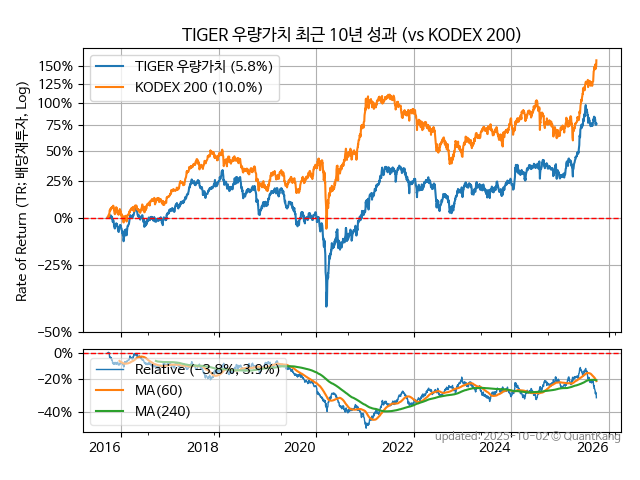 TIGER 우량가치 최근 10년 성과 (vs KODEX 200)
Rate of Return (TR: 배당재투자, Log)
150%
125%
100%
75%
50%
25%
0%
−25%
−50%
TIGER 우량가치 (5.8%)
KODEX 200 (10.0%)
0%
−20%
−40%
Relative (−3.8%, 3.9%)
MA(60)
MA(240)
updated: 2025-10-02 © QuantKang
2016
2018
2020
2022
2024
2026